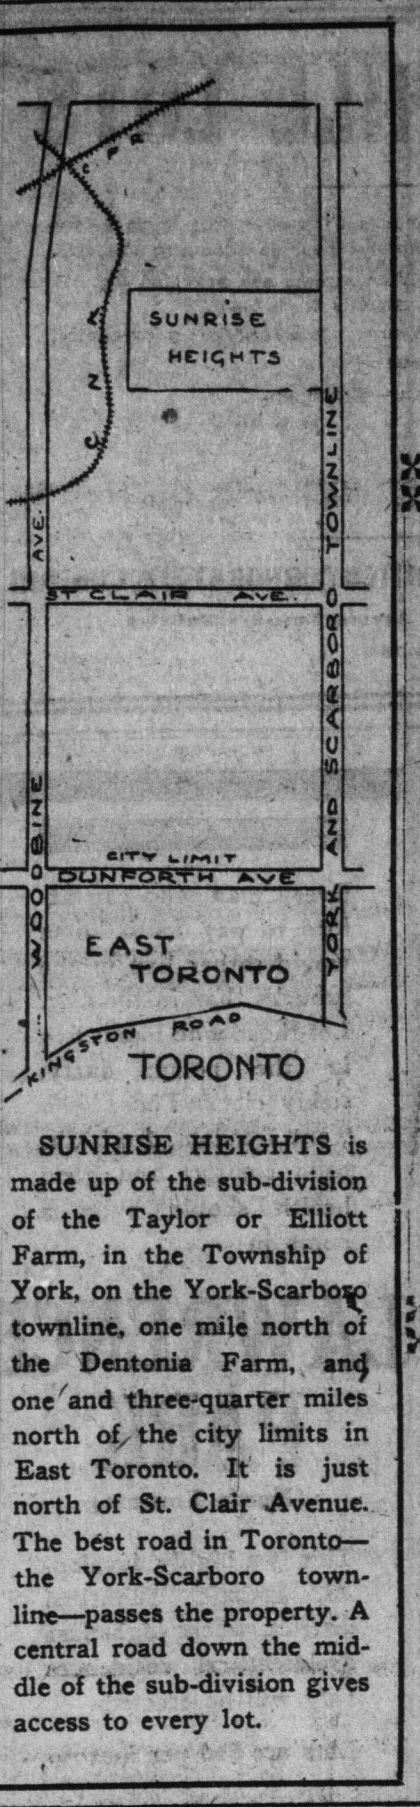 C P R
SUNRISE
HEIGHTS
C N R
TOWNLINE
AVE.
ST CLAIR AVE.
AND SCARBORO
WOODBINE
CITY LIMIT
DUNFORTH AVE
YORK
EAST
TORONTO
KINGSTON ROAD
TORONTO
SUNRISE HEIGHTS is
made up of the sub-division
of the Taylor or Elliott
Farm, in the Township of
York, on the York-Scarboro
townline, one mile north of
the Dentonia Farm, and
one and three-quarter miles
north of the city limits in
East Toronto. It is just
north of St. Clair Avenue.
The best road in Toronto—
the York-Scarboro town-
line—passes the property. A
central road down the mid-
dle of the sub-division gives
access to every lot.